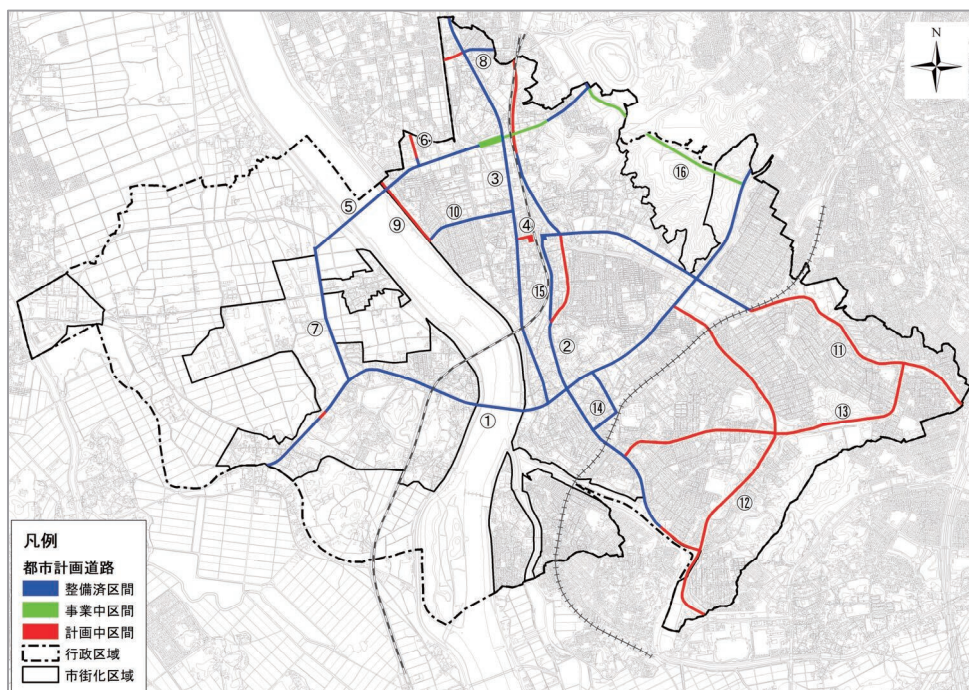 N
⑧
⑥
⑯
③
⑤
⑩
⑨
④
⑮
⑦
②
⑪
⑭
⑬
①
⑫
凡例
都市計画道路
整備済区間
事業中区間
計画中区間
行政区域
市街化区域